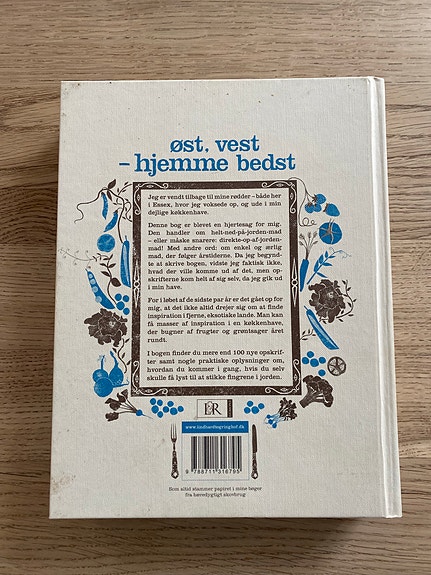 øst, vest
– hjemme bedst
Jeg er vendt tilbage til mine rødder – både her
i Essex, hvor jeg voksede op, og ude i min
dejlige køkkenhave.
Denne bog er blevet en hjertesag for mig.
Den handler om helt-ned-på-jorden-mad
– eller måske snarere: direkte-op-af-jorden-
mad! Med andre ord: om enkel og ærlig
mad, der følger årstiderne. Da jeg begynd-
te at skrive bogen, vidste jeg faktisk ikke,
hvad der ville komme ud af det, men op-
skrifterne kom helt af sig selv, da jeg gik ud
i min have.
For i løbet af de sidste par år er det gået op for
mig, at det ikke altid drejer sig om at finde
inspiration i fjerne, eksotiske lande. Man kan
få masser af inspiration i en køkkenhave,
der bugner af frugter og grøntsager året
rundt.
I bogen finder du mere end 100 nye opskrif-
ter samt nogle praktiske oplysninger om,
hvordan du kommer i gang, hvis du selv
skulle få lyst til at stikke fingrene i jorden.
LR
www.lindhardtogringhof.dk
9 788711 316795
Som altid stammer papiret i mine bøger
fra bæredygtigt skovbrug